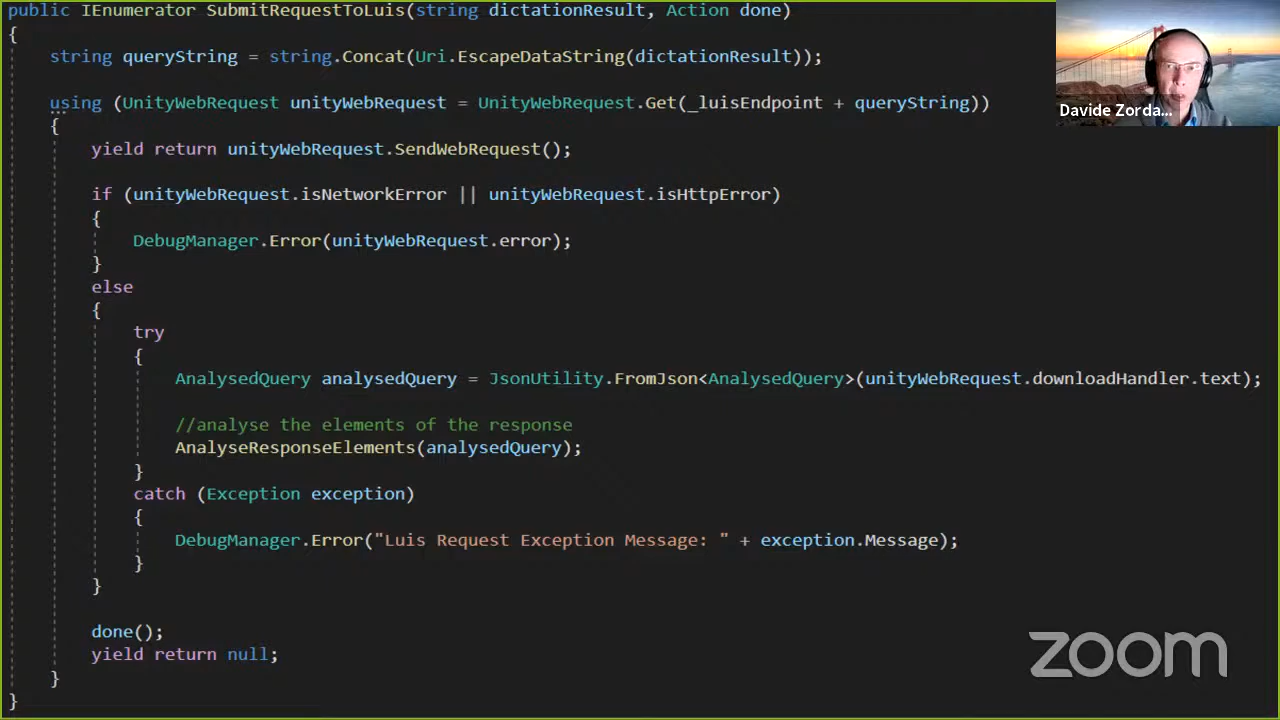 public IEnumerator SubmitRequestToLuis(string dictationResult, Action done)
{
string queryString = string.Concat(Uri.EscapeDataString(dictationResult));
using (UnityWebRequest unityWebRequest = UnityWebRequest.Get(_luisEndpoint + queryString))
{
yield return unityWebRequest.SendWebRequest();
if (unityWebRequest.isNetworkError || unityWebRequest.isHttpError)
{
DebugManager.Error(unityWebRequest.error);
}
else
{
try
{
AnalysedQuery analysedQuery = JsonUtility.FromJson<AnalysedQuery>(unityWebRequest.downloadHandler.text);
//analyse the elements of the response
AnalyseResponseElements(analysedQuery);
}
catch (Exception exception)
{
DebugManager.Error("Luis Request Exception Message: " + exception.Message);
}
}
done();
yield return null;
}
}
Davide Zorda...
zoom